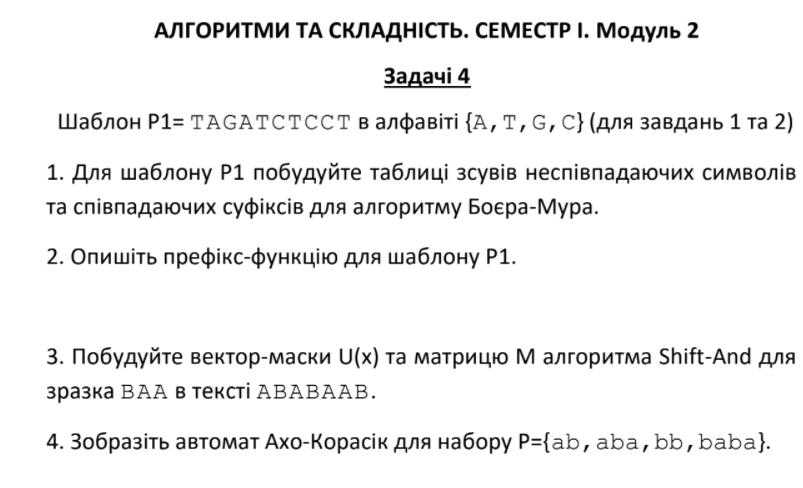 АЛГОРИТМИ ТА СКЛАДНІСТЬ. СЕМЕСТР I. Модуль 2
Задачі 4
Шаблон P1= TAGATCTCCT в алфавіті {A, T, G, C} (для завдань 1 та 2)
1. Для шаблону P1 побудуйте таблиці зсувів неспівпадаючих символів
та співпадаючих суфіксів для алгоритму Боєра-Мура.
2. Опишіть префікс-функцію для шаблону P1.
3. Побудуйте вектор-маски U(x) та матрицю M алгоритма Shift-And для
зразка BAA в тексті ABABAAB.
4. Зобразіть автомат Ахо-Корасік для набору P={ab, aba, bb, baba}.